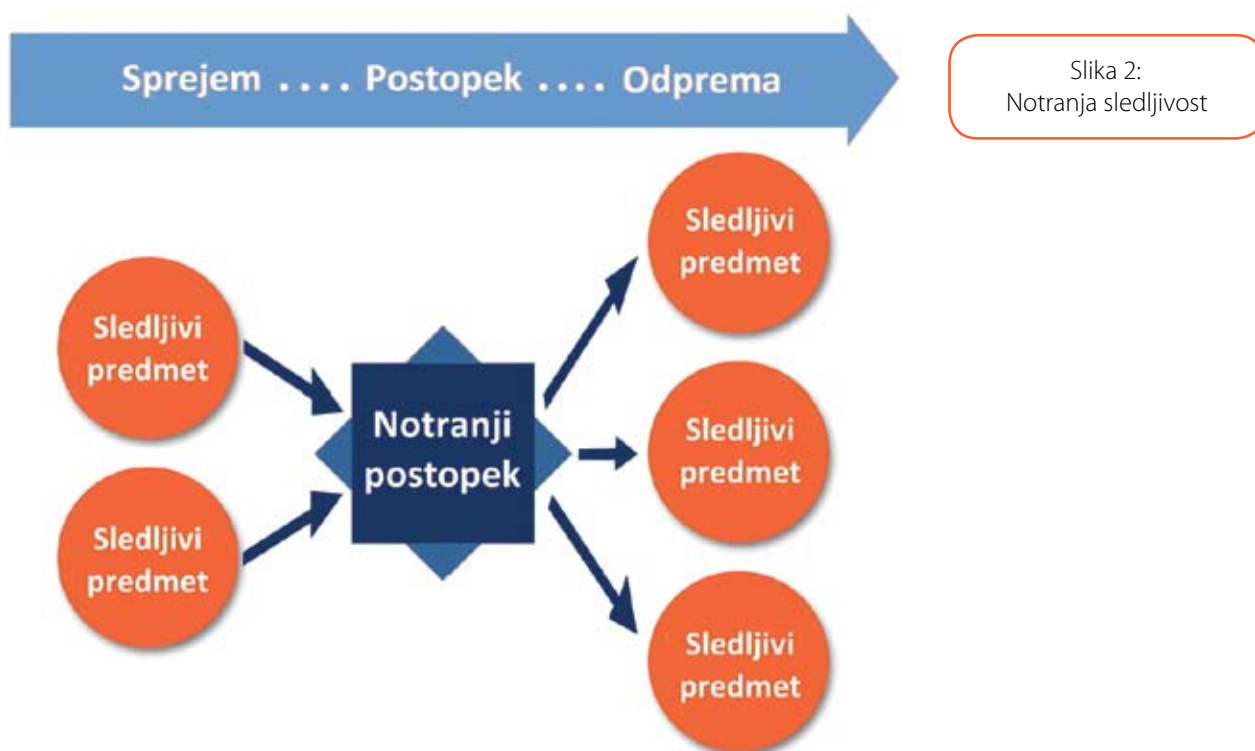 Sprejem .... Postopek .... Odprema
Slika 2:
Notranja sledljivost
Sledljivi
predmet
Sledljivi
predmet
Notranji
postopek
Sledljivi
predmet
Sledljivi
predmet
Sledljivi
predmet